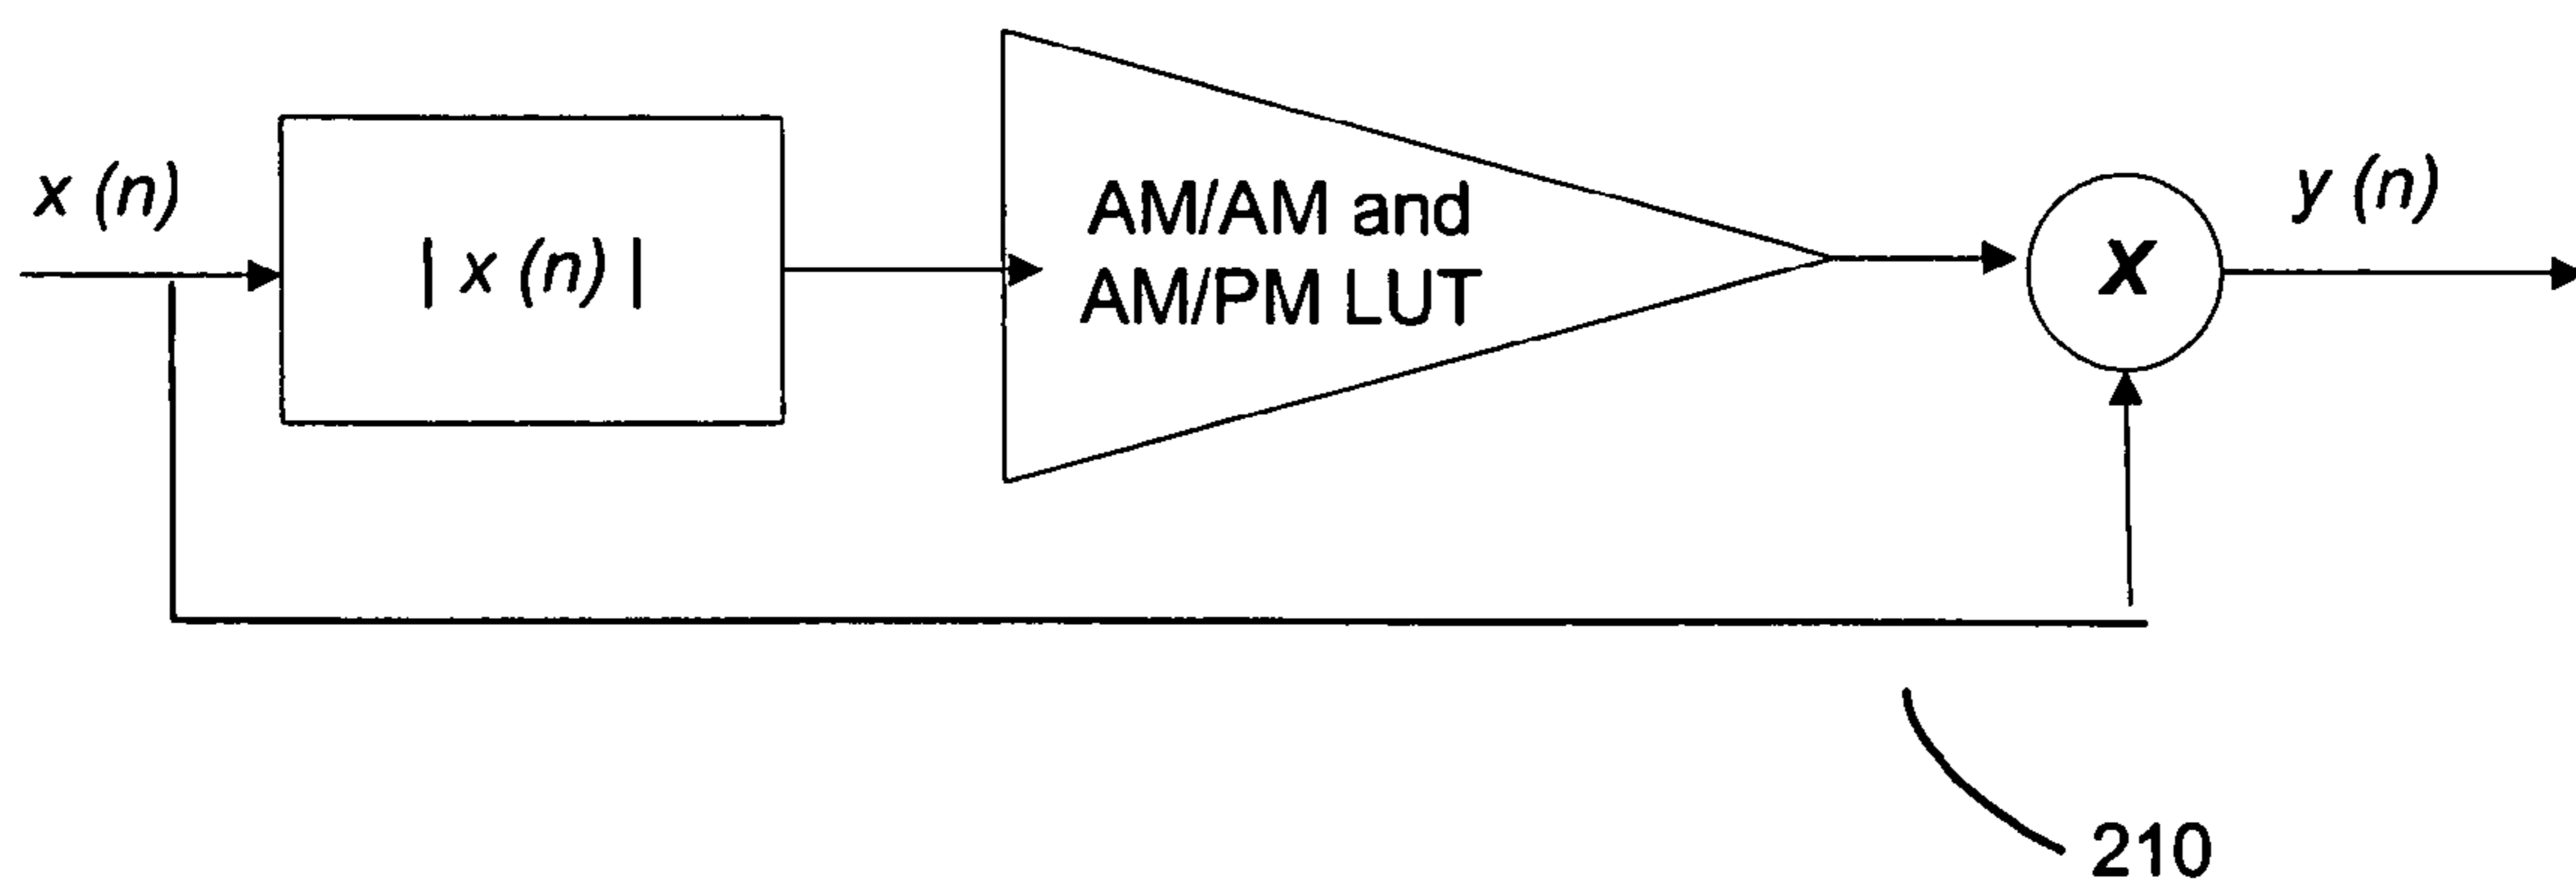 x (n)
| x (n) |
AM/AM and
AM/PM LUT
x
y (n)
210